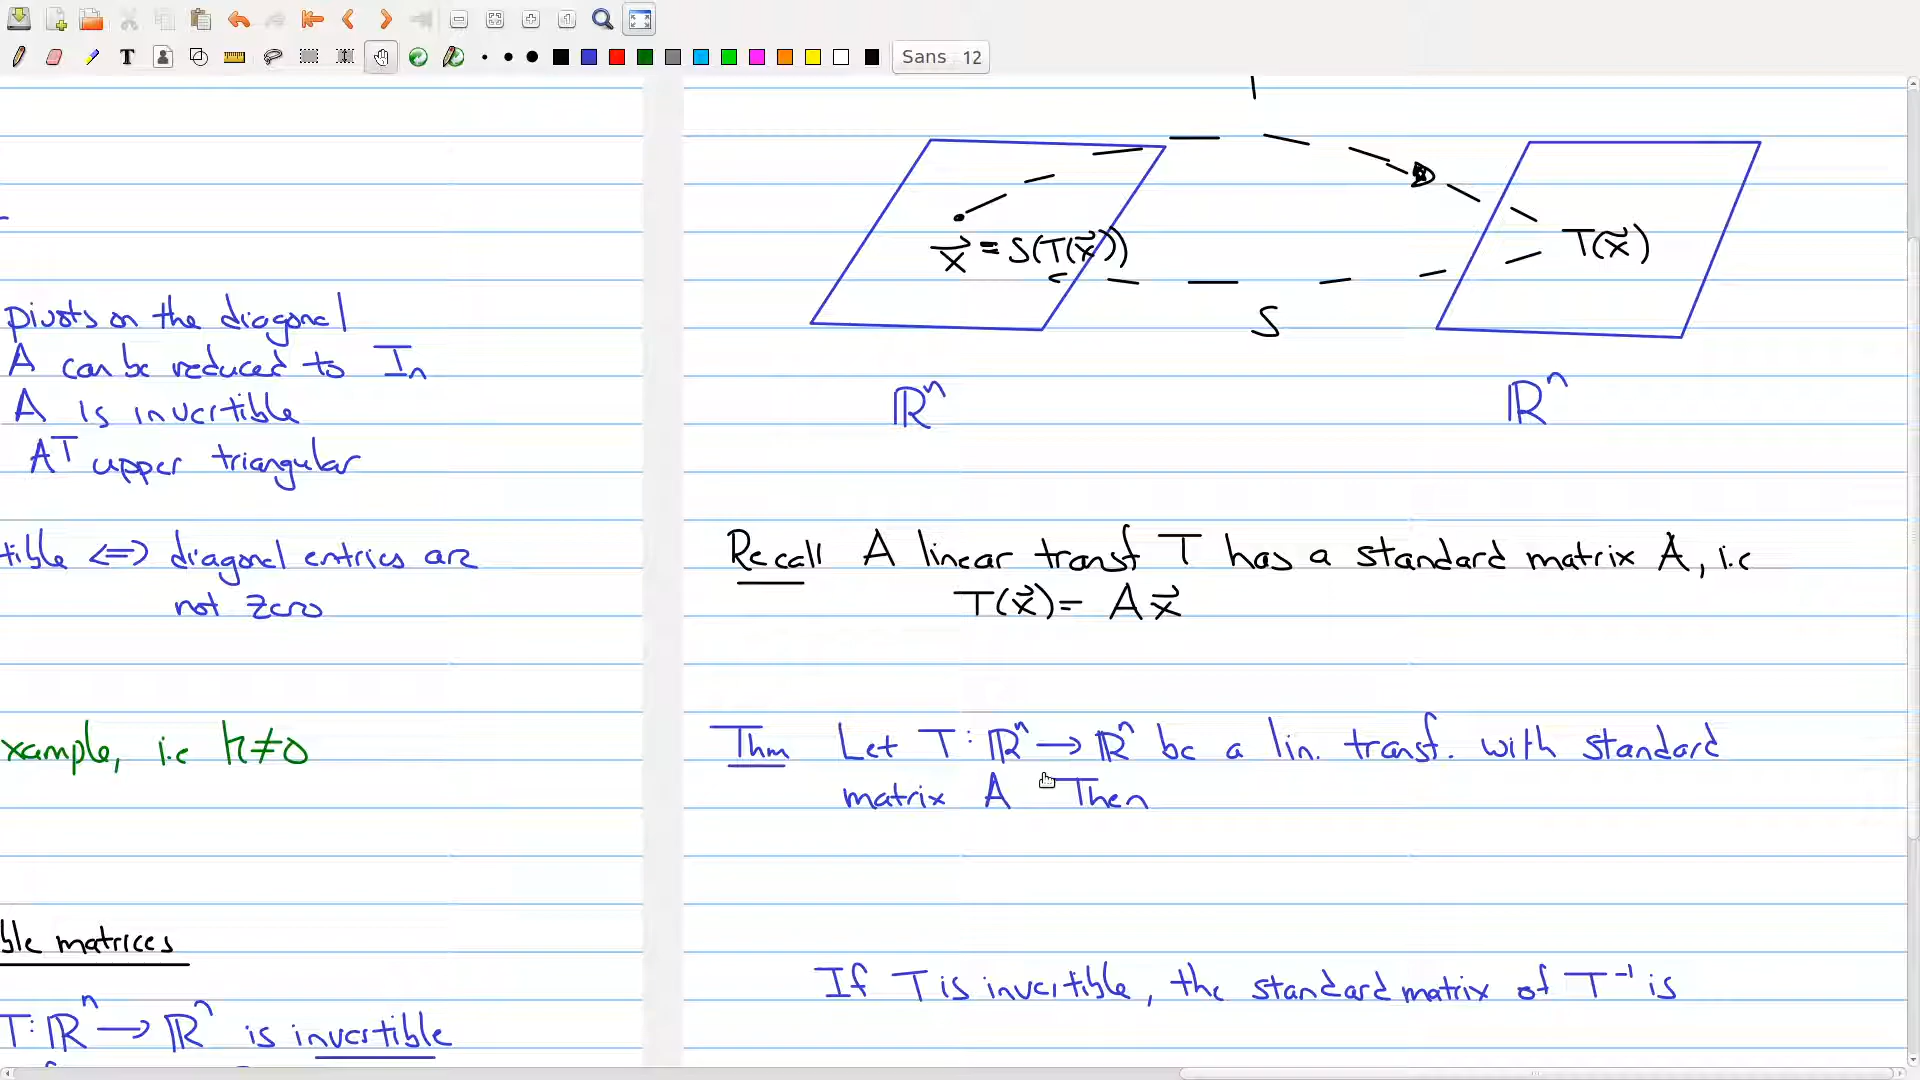 Sans 12
pivots on the diagonal
A can be reduced to In
A is invertible
Aᵀ upper triangular
tible <=> diagonal entries are
not zero
xample, i.e h≠0
ble matrices
T: ℝⁿ → ℝⁿ is invertible
x⃗ = S(T(x⃗))
T(x⃗)
S
ℝⁿ
ℝⁿ
Recall A linear transf T has a standard matrix A, i.e
T(x⃗) = Ax⃗
Thm Let T: ℝⁿ → ℝⁿ be a lin. transf. with standard
matrix A Then
If T is invertible, the standard matrix of T⁻¹ is